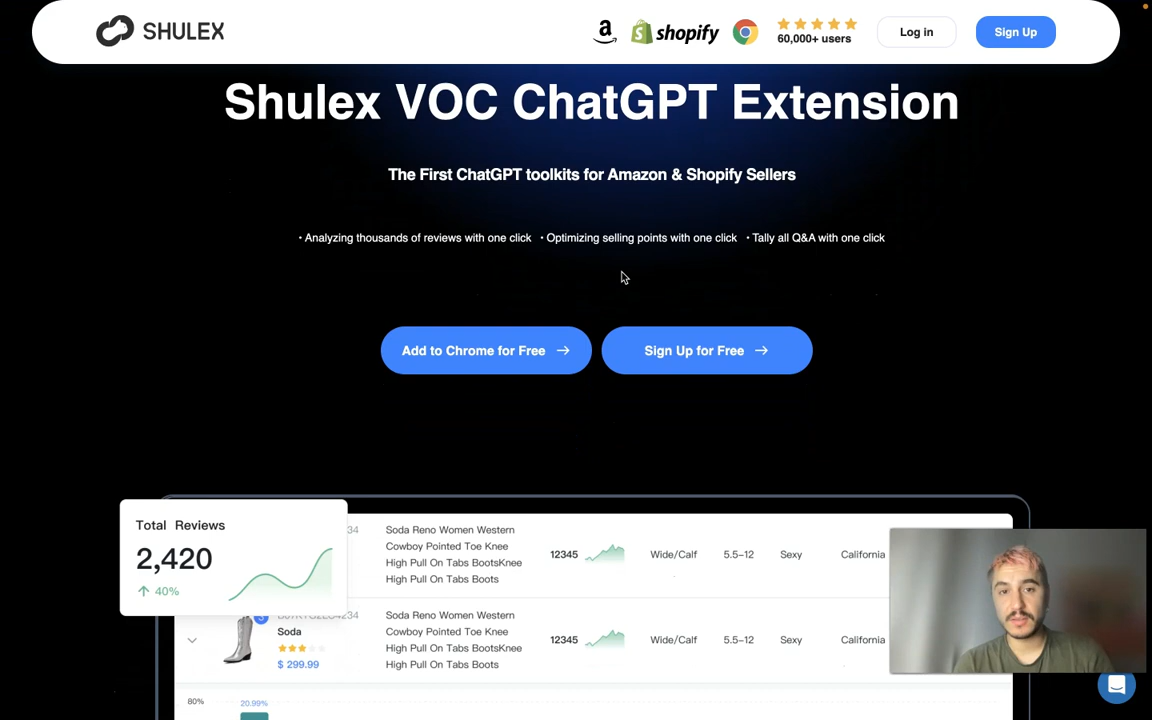 SHULEX
a
shopify
60,000+ users
Log in
Sign Up
Shulex VOC ChatGPT Extension
The First ChatGPT toolkits for Amazon & Shopify Sellers
· Analyzing thousands of reviews with one click · Optimizing selling points with one click · Tally all Q&A with one click
Add to Chrome for Free →
Sign Up for Free →
Total Reviews
2,420
↑ 40%
34
Soda Reno Women Western
Cowboy Pointed Toe Knee
High Pull On Tabs BootsKnee
High Pull On Tabs Boots
12345
Wide/Calf
5.5-12
Sexy
California
3
4234
Soda
$ 299.99
Soda Reno Women Western
Cowboy Pointed Toe Knee
High Pull On Tabs BootsKnee
High Pull On Tabs Boots
12345
Wide/Calf
5.5-12
Sexy
California
80%
20.99%